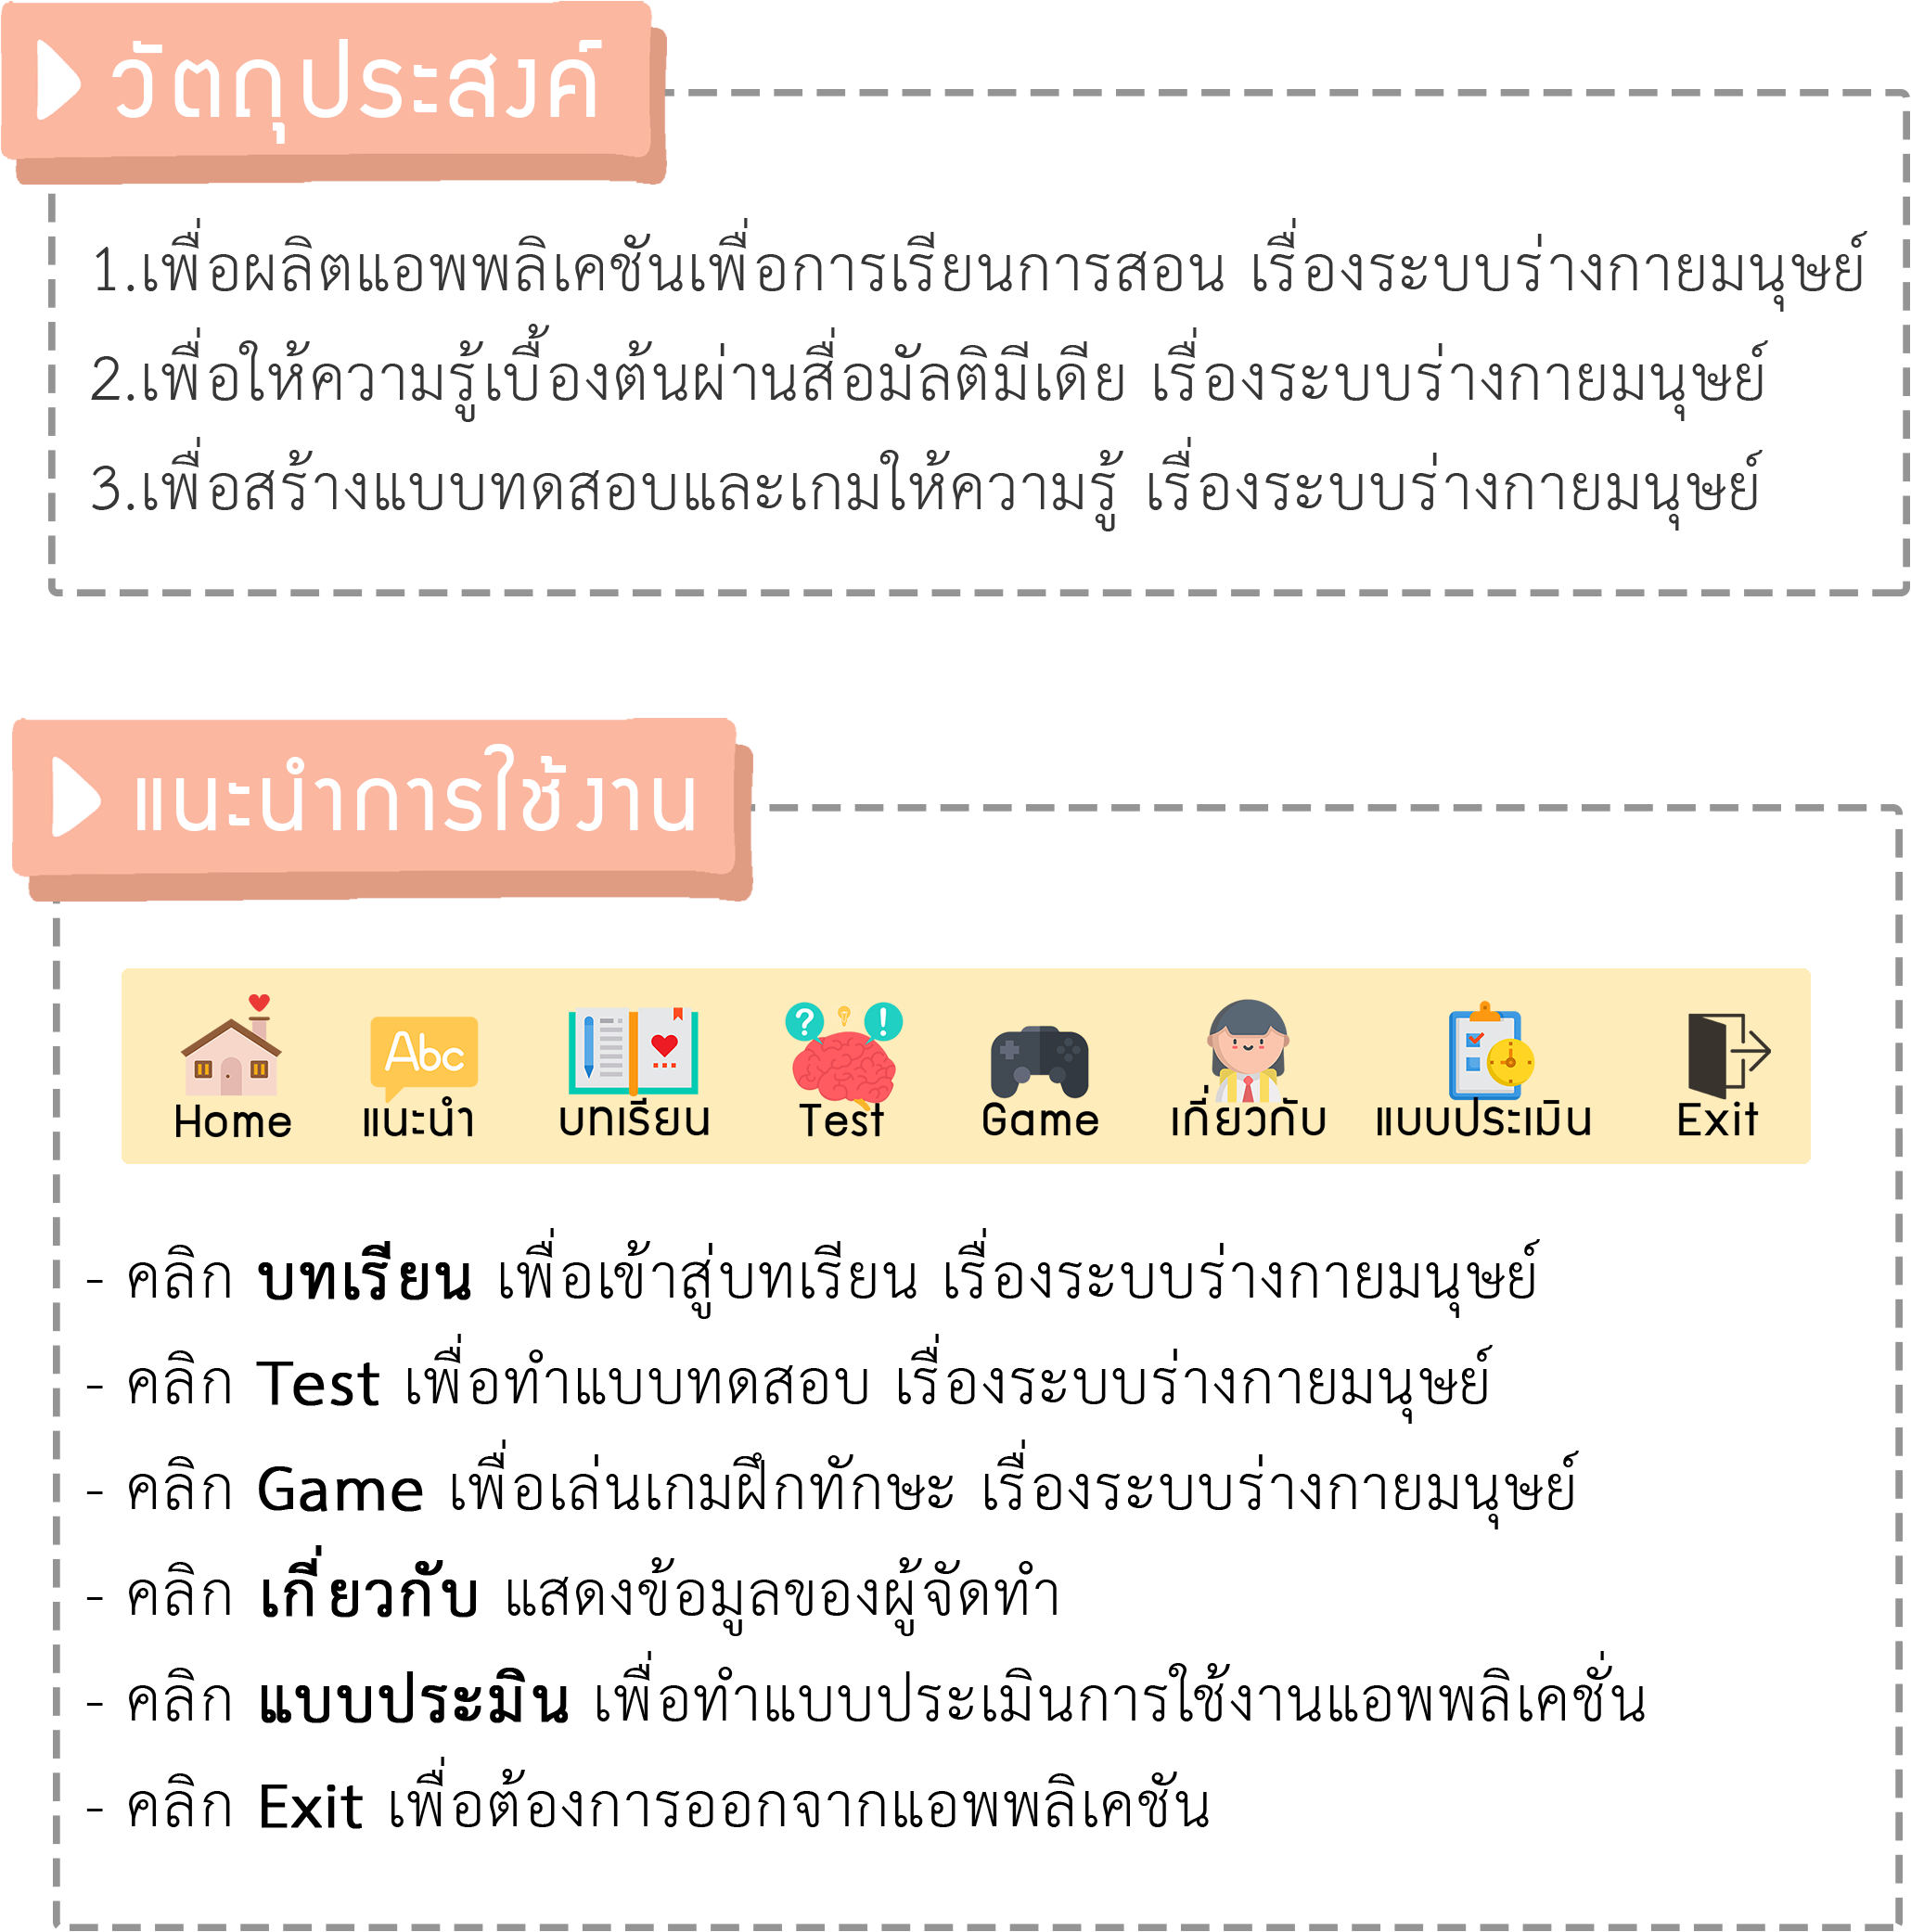 วัตถุประสงค์
1.เพื่อผลิตแอพพลิเคชันเพื่อการเรียนการสอน เรื่องระบบร่างกายมนุษย์
2.เพื่อให้ความรู้เบื้องต้นผ่านสื่อมัลติมีเดีย เรื่องระบบร่างกายมนุษย์
3.เพื่อสร้างแบบทดสอบและเกมให้ความรู้ เรื่องระบบร่างกายมนุษย์
แนะนำการใช้งาน
? !
Abc
Home แนะนำ บทเรียน Test Game เกี่ยวกับ แบบประเมิน Exit
- คลิก บทเรียน เพื่อเข้าสู่บทเรียน เรื่องระบบร่างกายมนุษย์
- คลิก Test เพื่อทำแบบทดสอบ เรื่องระบบร่างกายมนุษย์
- คลิก Game เพื่อเล่นเกมฝึกทักษะ เรื่องระบบร่างกายมนุษย์
- คลิก เกี่ยวกับ แสดงข้อมูลของผู้จัดทำ
- คลิก แบบประมิน เพื่อทำแบบประเมินการใช้งานแอพพลิเคชั่น
- คลิก Exit เพื่อต้องการออกจากแอพพลิเคชัน